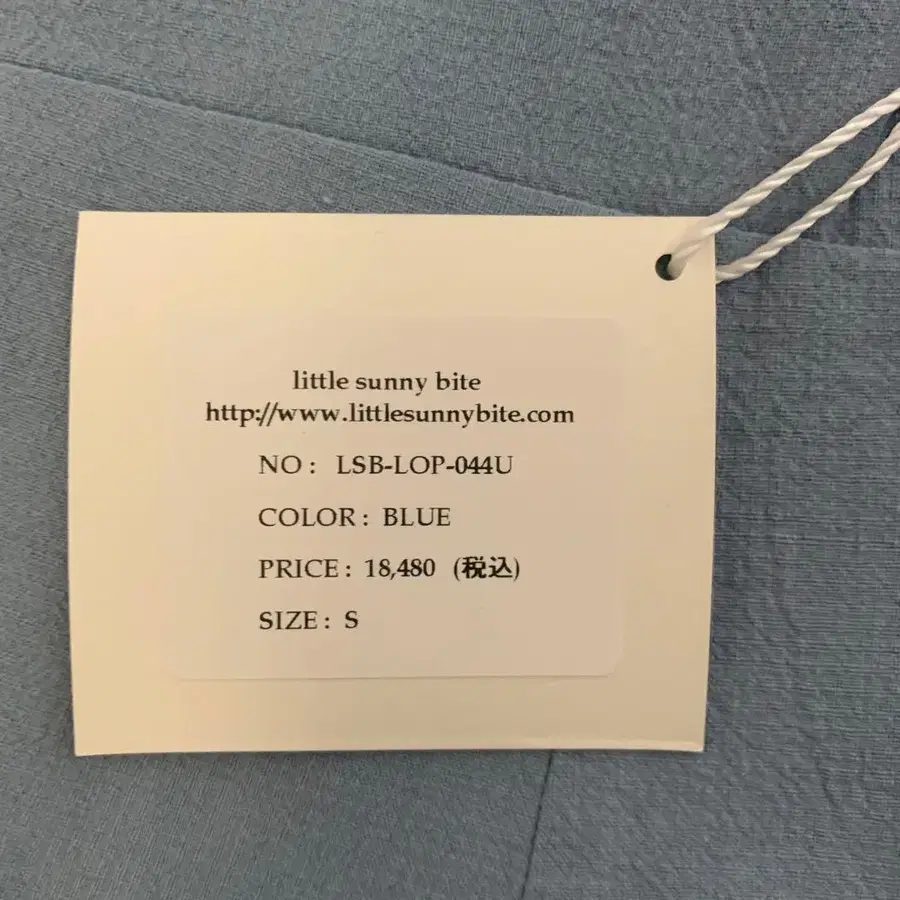 little sunny bite
http://www.littlesunnybite.com
NO : LSB-LOP-044U
COLOR : BLUE
PRICE : 18,480 (税込)
SIZE : S